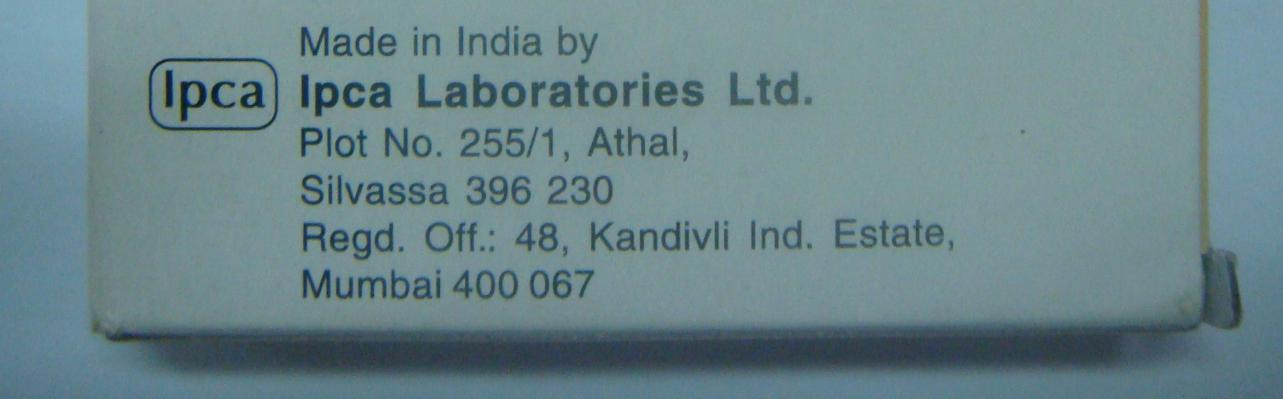 Made in India by
Ipca Ipca Laboratories Ltd.
Plot No. 255/1, Athal,
Silvassa 396 230
Regd. Off.: 48, Kandivli Ind. Estate,
Mumbai 400 067